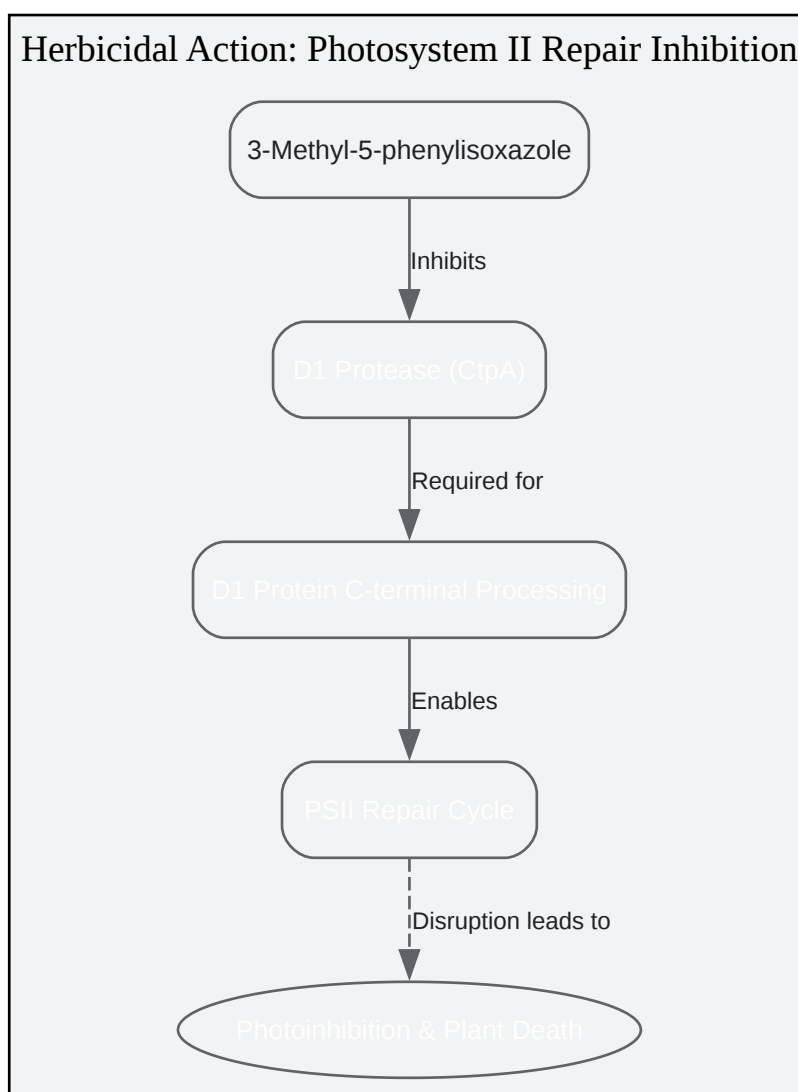 Herbicidal Action: Photosystem II Repair Inhibition
3-Methyl-5-phenylisoxazole
Inhibits
D1 Protease (CtpA)
Required for
D1 Protein C-terminal Processing
Enables
PSII Repair Cycle
Disruption leads to
Photoinhibition & Plant Death